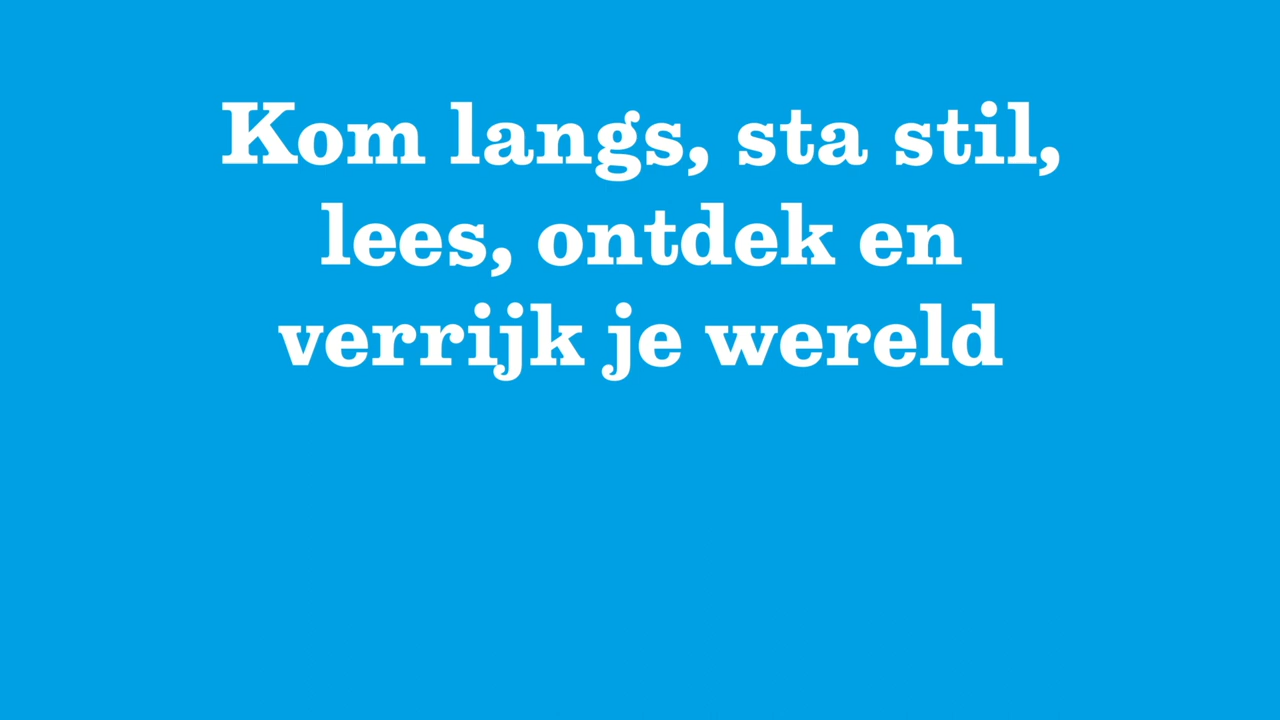 Kom langs, sta stil,
lees, ontdek en
verrijk je wereld